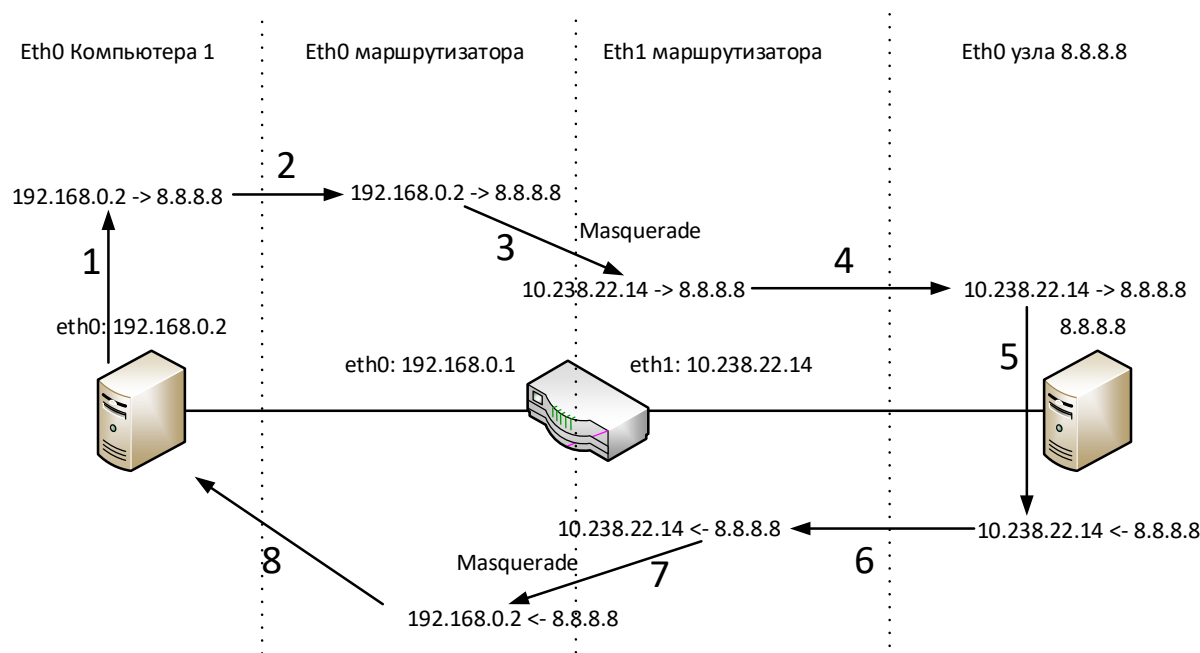 Eth0 Компьютера 1
Eth0 маршрутизатора
Eth1 маршрутизатора
Eth0 узла 8.8.8.8
2
192.168.0.2 -> 8.8.8.8
192.168.0.2 -> 8.8.8.8
Masquerade
1
3
4
10.238.22.14 -> 8.8.8.8
10.238.22.14 -> 8.8.8.8
eth0: 192.168.0.2
8.8.8.8
5
eth0: 192.168.0.1
eth1: 10.238.22.14
10.238.22.14 <- 8.8.8.8
10.238.22.14 <- 8.8.8.8
8
Masquerade
7
6
192.168.0.2 <- 8.8.8.8